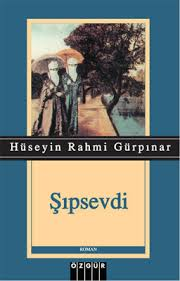 Hüseyin Rahmi Gürpınar
Şıpsevdi
ROMAN
ÖZGÜR